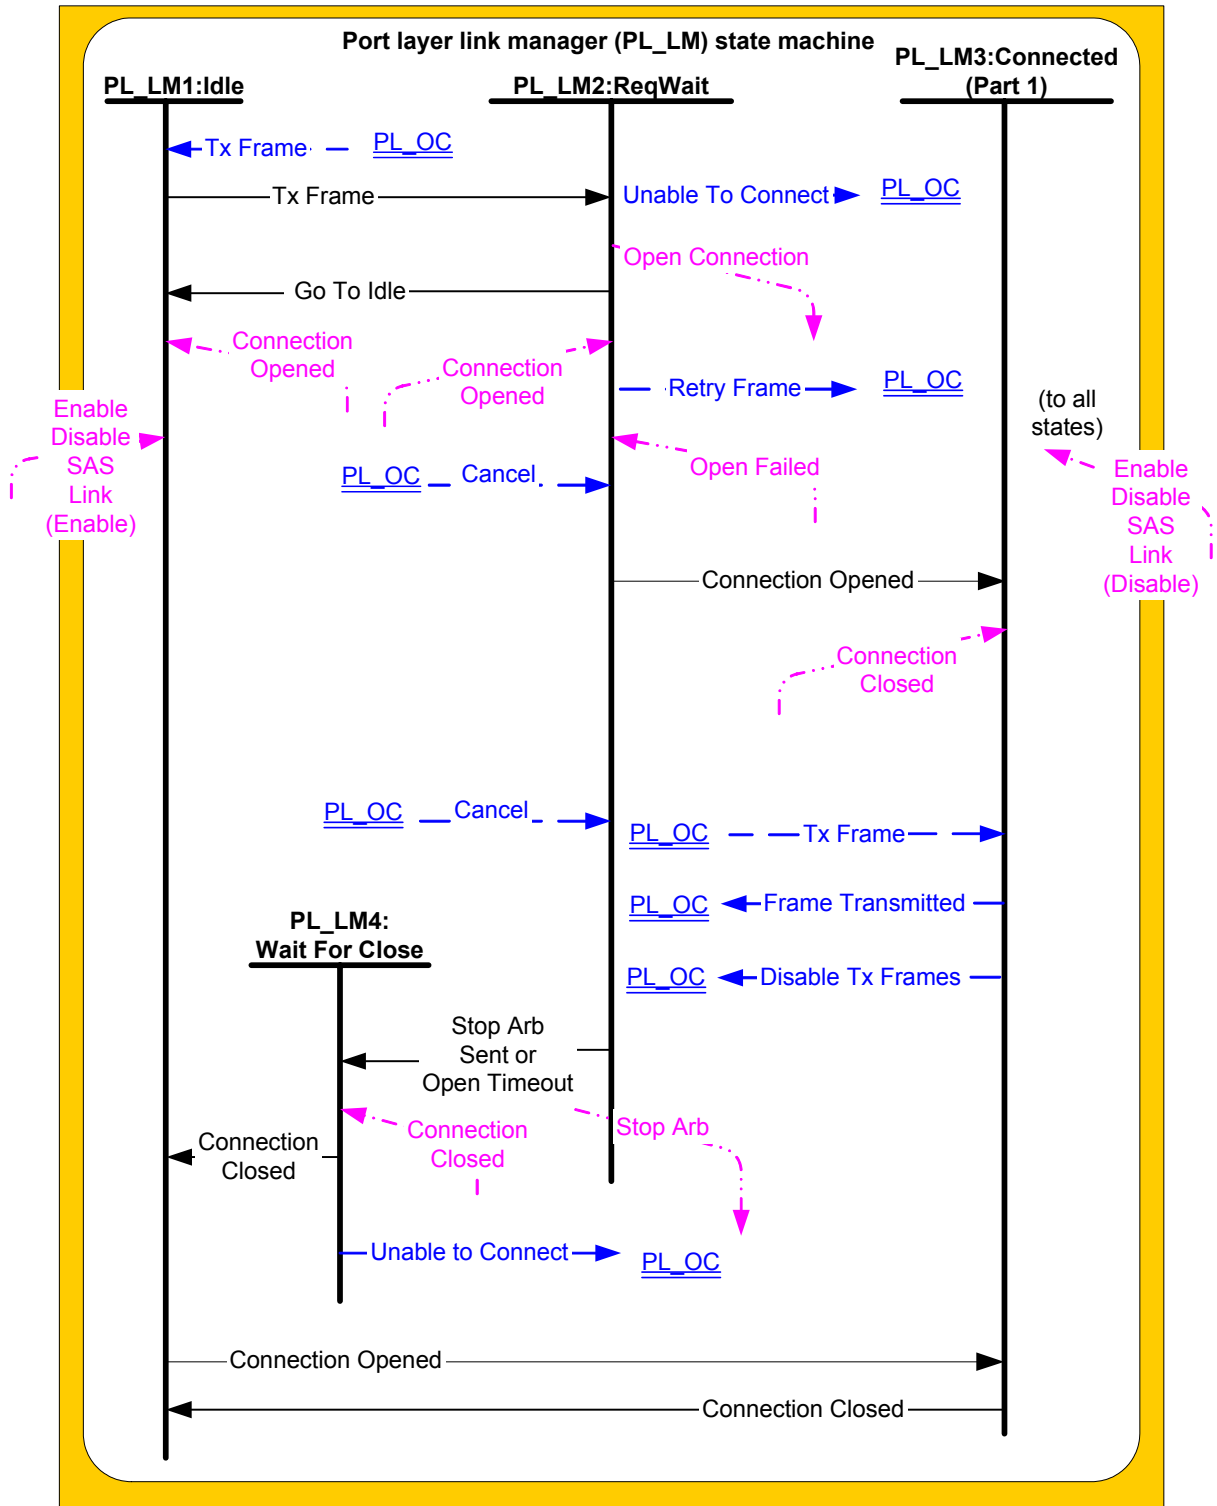 Port layer link manager (PL_LM) state machine
PL_LM1:Idle
PL_LM2:ReqWait
PL_LM3:Connected
(Part 1)
Tx Frame
PL_OC
Tx Frame
Unable To Connect
PL_OC
Open Connection
Go To Idle
Connection
Opened
Connection
Opened
Retry Frame
PL_OC
Enable
Disable
SAS
Link
(Enable)
(to all
states)
Open Failed
PL_OC
Cancel
Enable
Disable
SAS
Link
(Disable)
Connection Opened
Connection
Closed
PL_OC
Cancel
PL_OC
Tx Frame
PL_OC
Frame Transmitted
PL_LM4:
Wait For Close
PL_OC
Disable Tx Frames
Stop Arb
Sent or
Open Timeout
Connection
Closed
Stop Arb
Connection
Closed
Unable to Connect
PL_OC
Connection Opened
Connection Closed